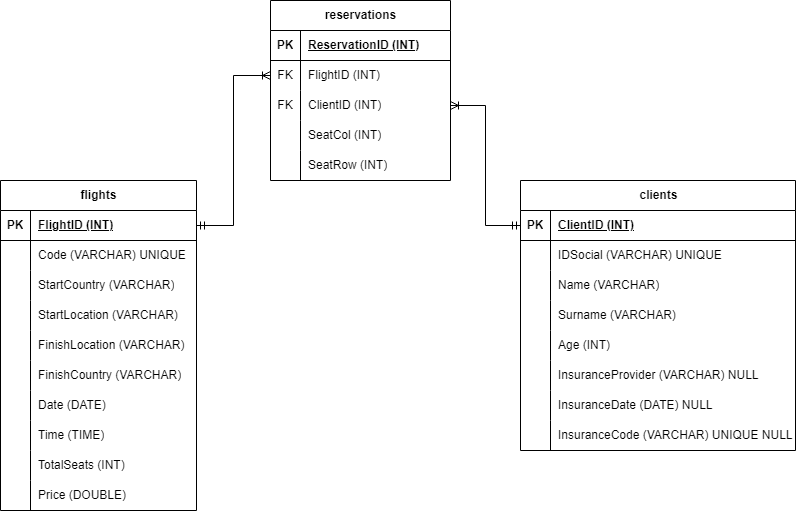 reservations
PK ReservationID (INT)
FK FlightID (INT)
FK ClientID (INT)
SeatCol (INT)
SeatRow (INT)
flights
PK FlightID (INT)
Code (VARCHAR) UNIQUE
StartCountry (VARCHAR)
StartLocation (VARCHAR)
FinishLocation (VARCHAR)
FinishCountry (VARCHAR)
Date (DATE)
Time (TIME)
TotalSeats (INT)
Price (DOUBLE)
clients
PK ClientID (INT)
IDSocial (VARCHAR) UNIQUE
Name (VARCHAR)
Surname (VARCHAR)
Age (INT)
InsuranceProvider (VARCHAR) NULL
InsuranceDate (DATE) NULL
InsuranceCode (VARCHAR) UNIQUE NULL